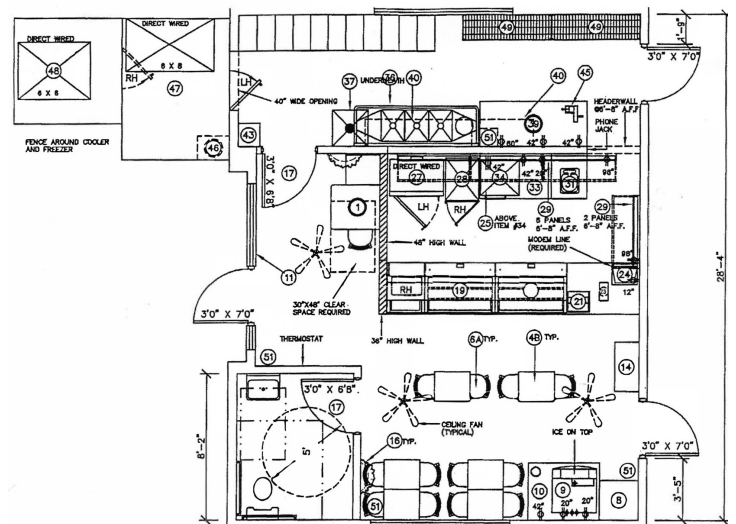 DIRECT WIRED
DIRECT WIRED
6 X 8
48
6 X 6
RH
47
LH
40" WIDE OPENING
FENCE AROUND COOLER
AND FREEZER
46
43
49
49
1'-9"
3'0" X 7'0"
37
UNDERNEATH
36
40
40
45
HEADERWALL
PHONE
JACK
39
51
60"
42"
42"
17
3'0" X 6'8"
DIRECT WIRED
27
28
34
42"
42"
33
31
98"
29
29
LH
RH
25
ABOVE
ITEM #34
6'-8" A.F.F.
2 PANELS
6'-8" A.F.F.
MODEM LINE
(REQUIRED)
98"
24
12"
1
11
48" HIGH WALL
30"X48" CLEAR
SPACE REQUIRED
RH
19
21
28'-4"
3'0" X 7'0"
THERMOSTAT
36" HIGH WALL
51
6A TYP.
4B TYP.
14
3'0" X 6'8"
17
CEILING FAN
(TYPICAL)
ICE ON TOP
3'0" X 7'0"
8'-2"
5'
16 TYP.
51
10
9
51
8
42"
20"
20"
3'-5"